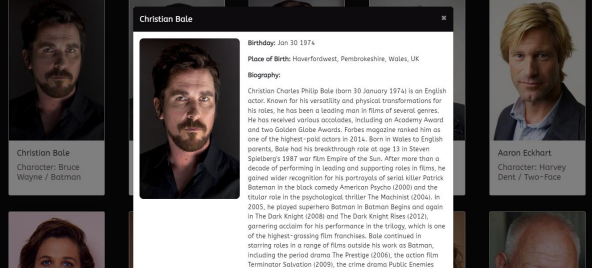 Christian Bale
×
Birthday: Jan 30 1974
Place of Birth: Haverfordwest, Pembrokeshire, Wales, UK
Biography:
Christian Charles Philip Bale (born 30 January 1974) is an English
actor. Known for his versatility and physical transformations for
his roles, he has been a leading man in films of several genres.
He has received various accolades, including an Academy Award
and two Golden Globe Awards. Forbes magazine ranked him as
one of the highest-paid actors in 2014. Born in Wales to English
parents, Bale had his breakthrough role at age 13 in Steven
Spielberg's 1987 war film Empire of the Sun. After more than a
decade of performing in leading and supporting roles in films, he
gained wider recognition for his portrayals of serial killer Patrick
Bateman in the black comedy American Psycho (2000) and the
titular role in the psychological thriller The Machinist (2004). In
2005, he played superhero Batman in Batman Begins and again
in The Dark Knight (2008) and The Dark Knight Rises (2012),
garnering acclaim for his performance in the trilogy, which is one
of the highest-grossing film franchises. Bale continued in
starring roles in a range of films outside his work as Batman,
including the period drama The Prestige (2006), the action film
Terminator Salvation (2009), the crime drama Public Enemies
Christian Bale
Character: Bruce
Wayne / Batman
Aaron Eckhart
Character: Harvey
Dent / Two-Face